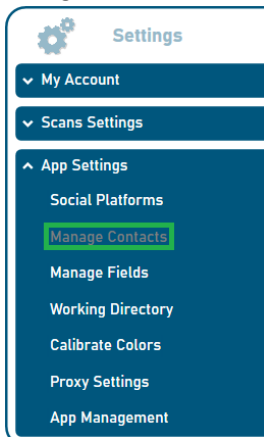 Settings
My Account
Scans Settings
App Settings
Social Platforms
Manage Contacts
Manage Fields
Working Directory
Calibrate Colors
Proxy Settings
App Management